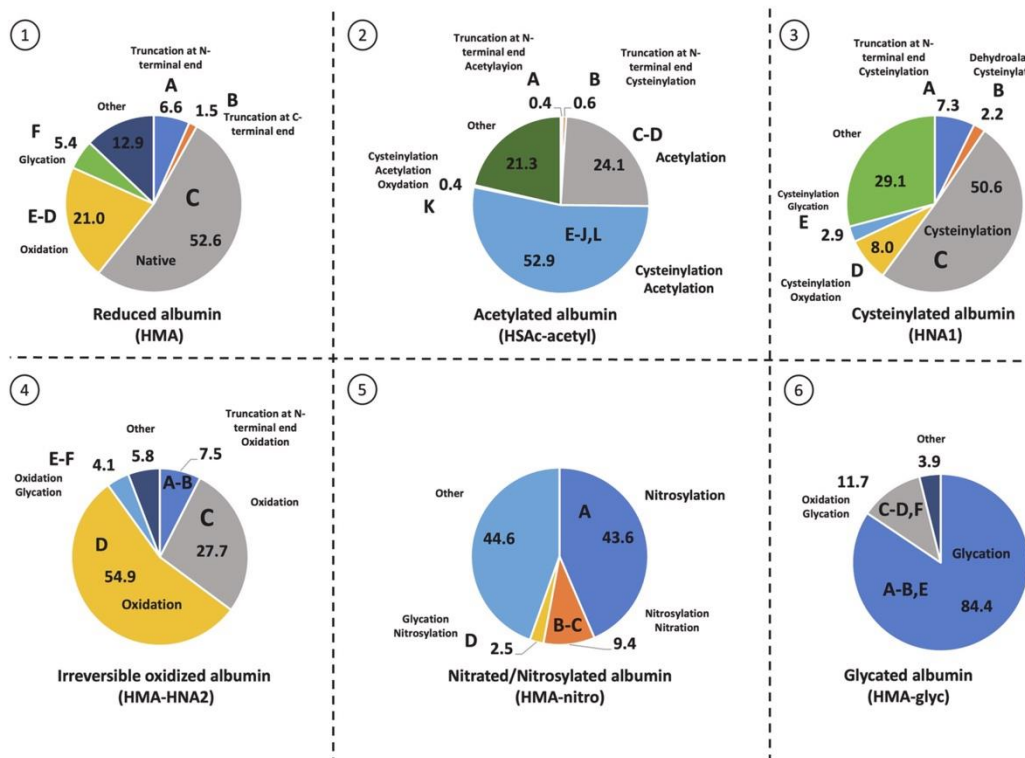 1
Truncation at N-
terminal end
A
6.6
B
1.5
Truncation at C-
terminal end
Other
12.9
F
5.4
Glycation
E-D
21.0
Oxidation
C
52.6
Native
Reduced albumin
(HMA)
2
Truncation at N-
terminal end
Acetylayion
A
0.4
Truncation at N-
terminal end
Cysteinylation
B
0.6
Other
21.3
C-D
24.1
Acetylation
Cysteinylation
Acetylation
Oxydation
0.4
K
E-J,L
52.9
Cysteinylation
Acetylation
Acetylated albumin
(HSAc-acetyl)
3
Truncation at N-
terminal end
Cysteinylation
A
7.3
Dehydroala
Cysteinyla
B
2.2
Other
29.1
50.6
Cysteinylation
C
Cysteinylation
Glycation
E
2.9
8.0
D
Cysteinylation
Oxydation
Cysteinylated albumin
(HNA1)
4
Truncation at N-
terminal end
Oxidation
7.5
A-B
Other
5.8
E-F
4.1
Oxidation
Glycation
Oxidation
C
27.7
D
54.9
Oxidation
Irreversible oxidized albumin
(HMA-HNA2)
5
Other
44.6
A
43.6
Nitrosylation
Glycation
Nitrosylation
D
2.5
B-C
9.4
Nitrosylation
Nitration
Nitrated/Nitrosylated albumin
(HMA-nitro)
6
Other
3.9
11.7
Oxidation
Glycation
C-D,F
Glycation
A-B,E
84.4
Glycated albumin
(HMA-glyc)